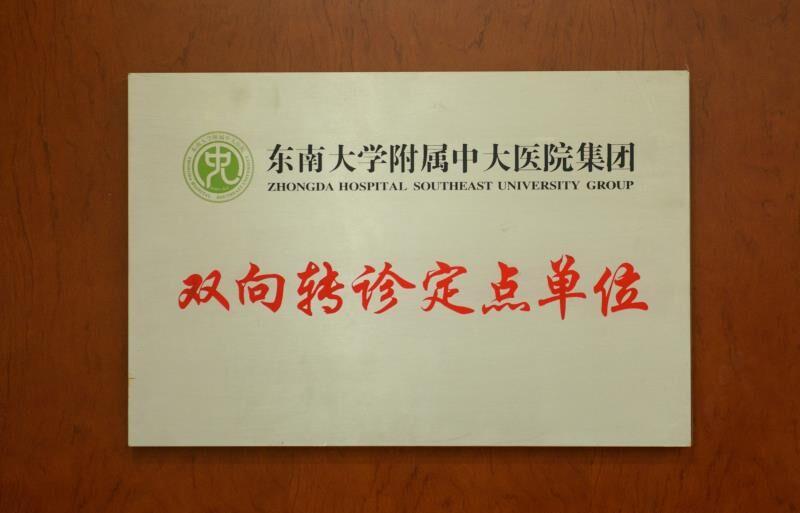 东南大学附属中大医院集团
ZHONGDA HOSPITAL SOUTHEAST UNIVERSITY GROUP
双向转诊定点单位